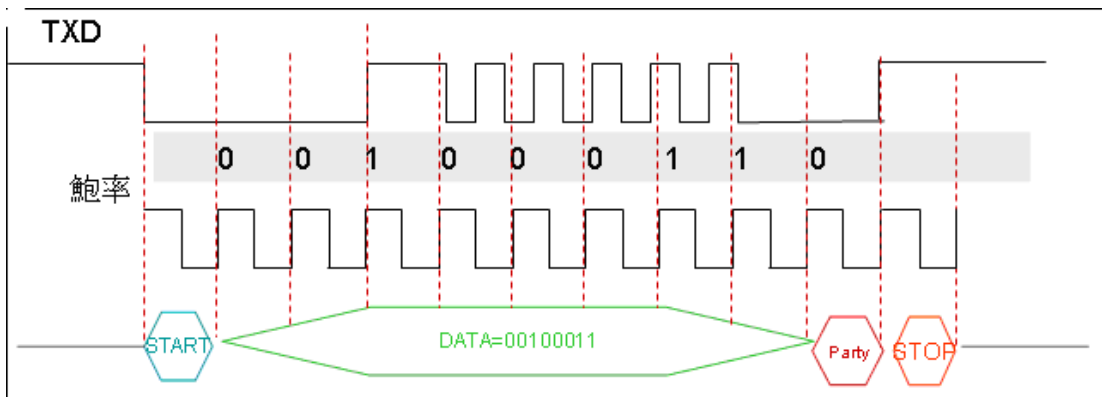 TXD
0 0 1 0 0 0 1 1 0
鮑率
START
DATA=00100011
Party
STOP